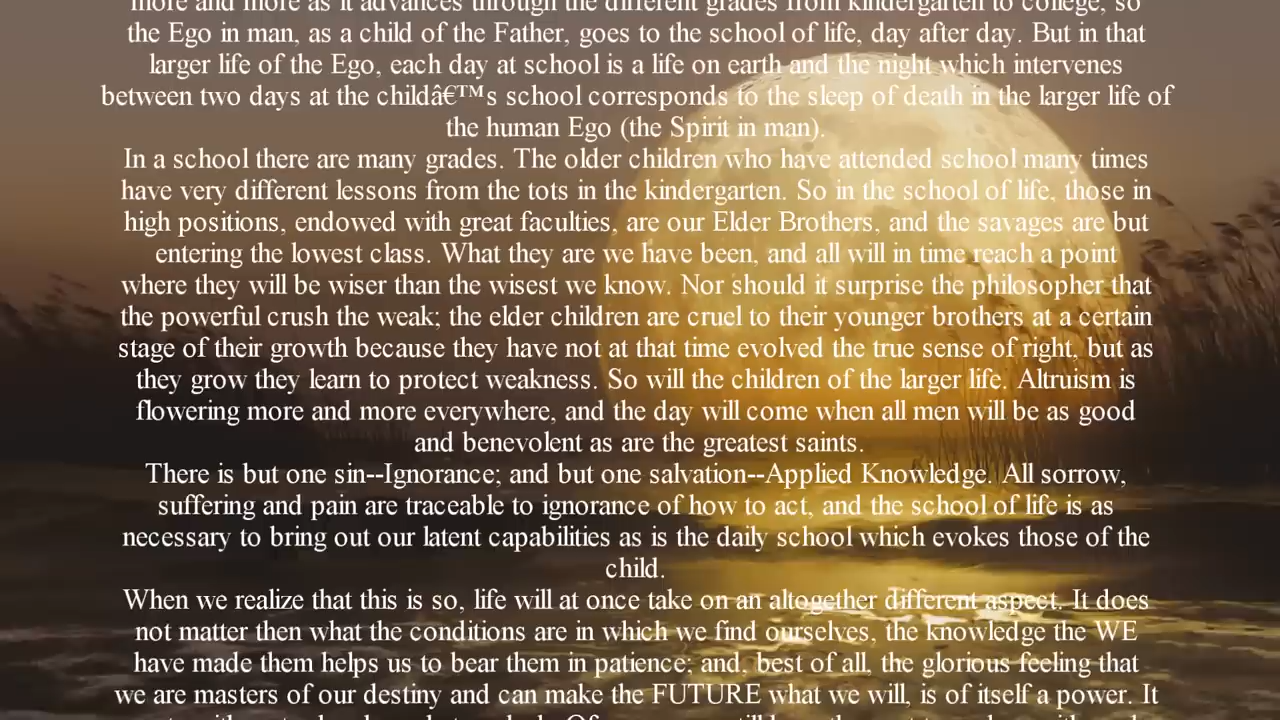 more and more as it advances through the different grades from kindergarten to college, so
the Ego in man, as a child of the Father, goes to the school of life, day after day. But in that
larger life of the Ego, each day at school is a life on earth and the night which intervenes
between two days at the childâ€™s school corresponds to the sleep of death in the larger life of
the human Ego (the Spirit in man).
In a school there are many grades. The older children who have attended school many times
have very different lessons from the tots in the kindergarten. So in the school of life, those in
high positions, endowed with great faculties, are our Elder Brothers, and the savages are but
entering the lowest class. What they are we have been, and all will in time reach a point
where they will be wiser than the wisest we know. Nor should it surprise the philosopher that
the powerful crush the weak; the elder children are cruel to their younger brothers at a certain
stage of their growth because they have not at that time evolved the true sense of right, but as
they grow they learn to protect weakness. So will the children of the larger life. Altruism is
flowering more and more everywhere, and the day will come when all men will be as good
and benevolent as are the greatest saints.
There is but one sin--Ignorance; and but one salvation--Applied Knowledge. All sorrow,
suffering and pain are traceable to ignorance of how to act, and the school of life is as
necessary to bring out our latent capabilities as is the daily school which evokes those of the
child.
When we realize that this is so, life will at once take on an altogether different aspect. It does
not matter then what the conditions are in which we find ourselves, the knowledge the WE
have made them helps us to bear them in patience; and, best of all, the glorious feeling that
we are masters of our destiny and can make the FUTURE what we will, is of itself a power. It